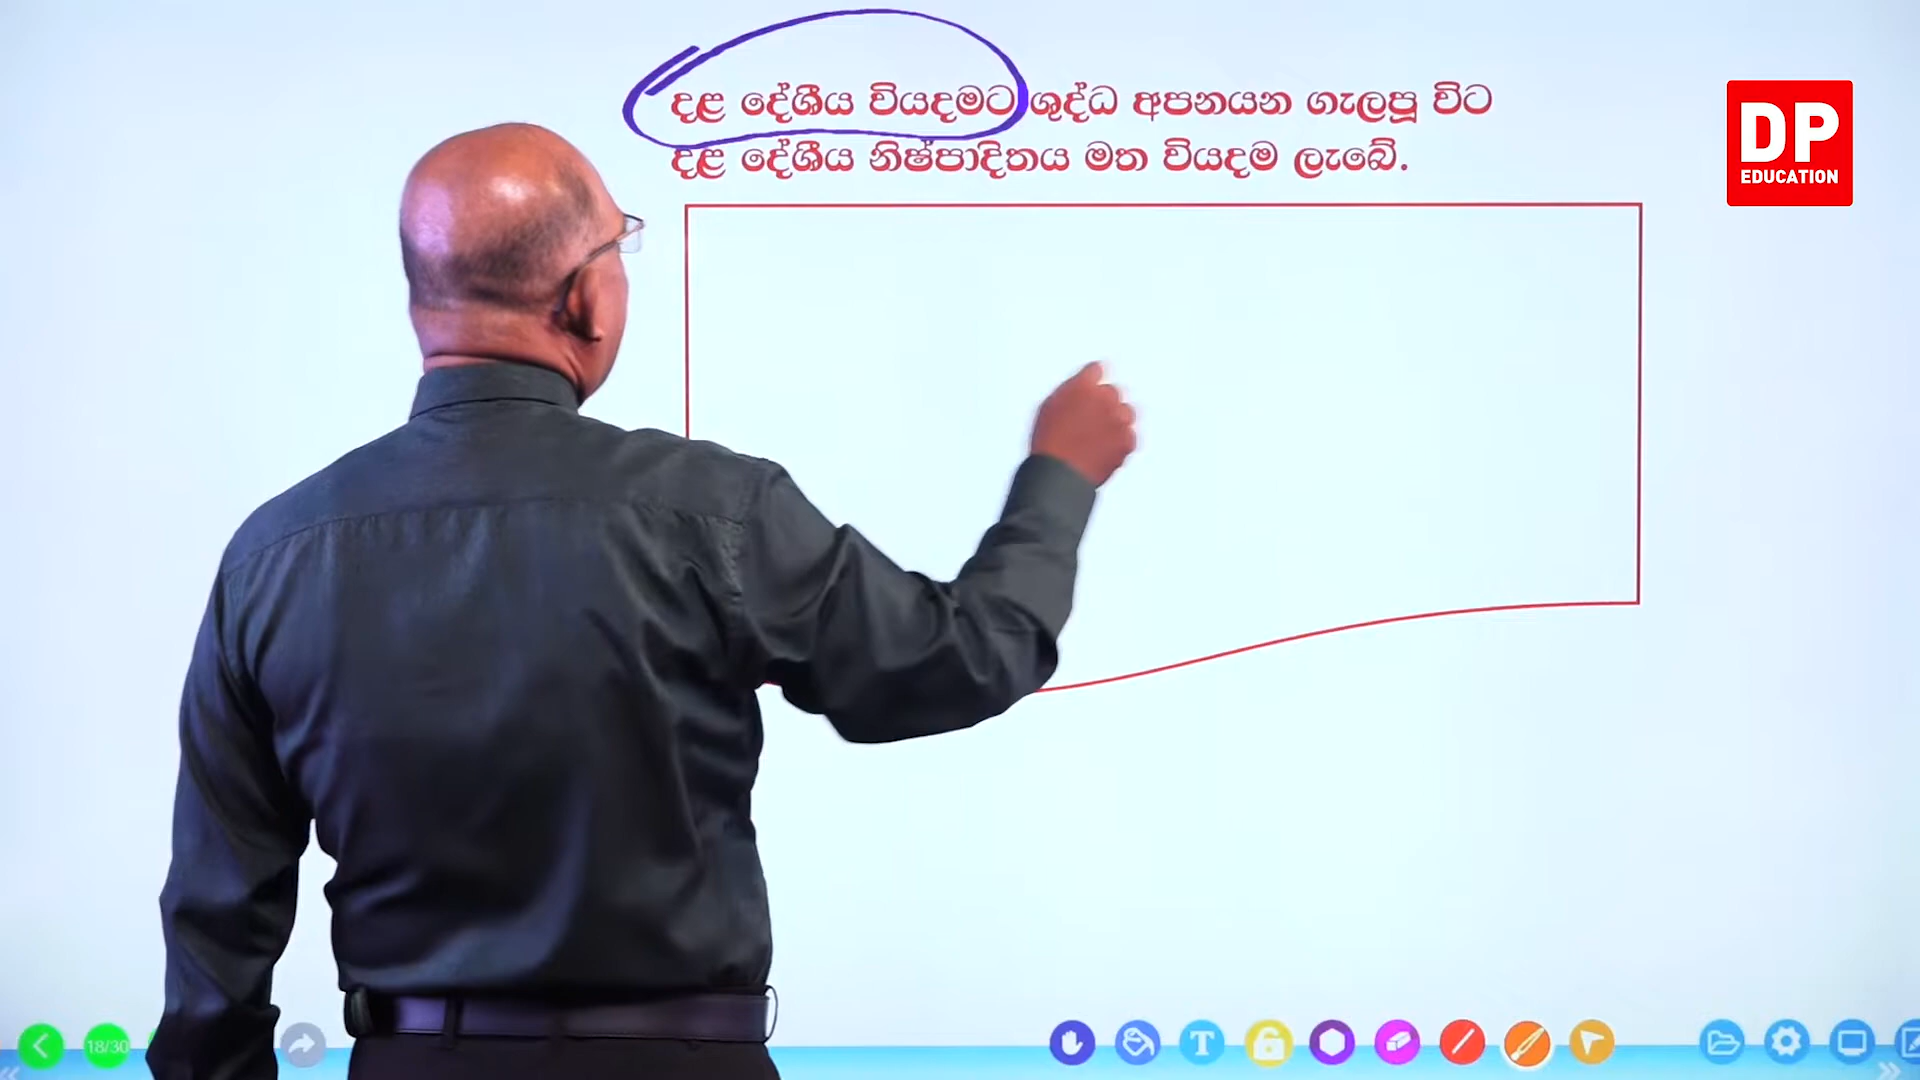 දළ දේශීය වියදමට ශුද්ධ අපනයන ගැලපූ විට
දළ දේශීය නිෂ්පාදිතය මත වියදම ලැබේ.
DP
EDUCATION
18/30
T